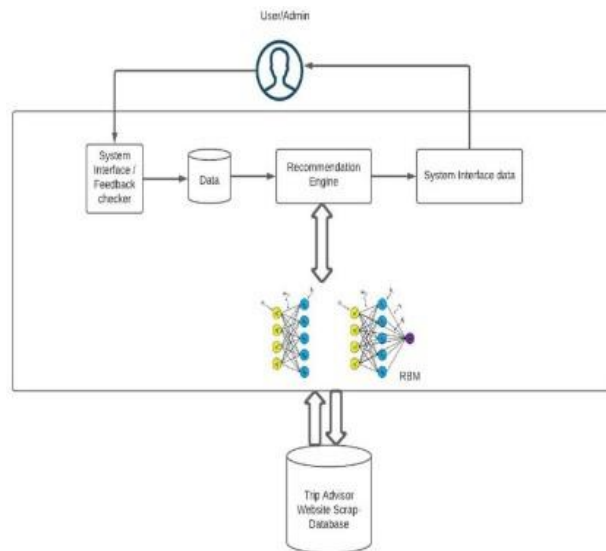 User/Admin
System
Interface /
Feedback
checker
Data
Recommendation
Engine
System Interface data
RBM
Trip Advisor
Website Scrap-
Database